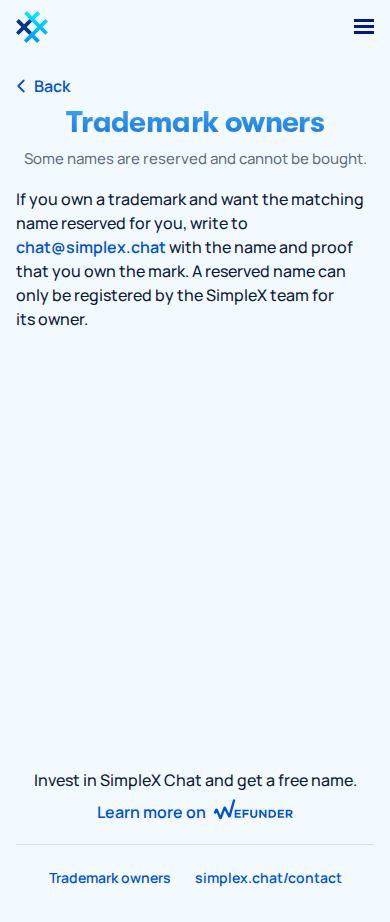 Back
Trademark owners
Some names are reserved and cannot be bought.
If you own a trademark and want the matching
name reserved for you, write to
chat@simplex.chat with the name and proof
that you own the mark. A reserved name can
only be registered by the SimpleX team for
its owner.
Invest in SimpleX Chat and get a free name.
Learn more on WEFUNDER
Trademark owners simplex.chat/contact